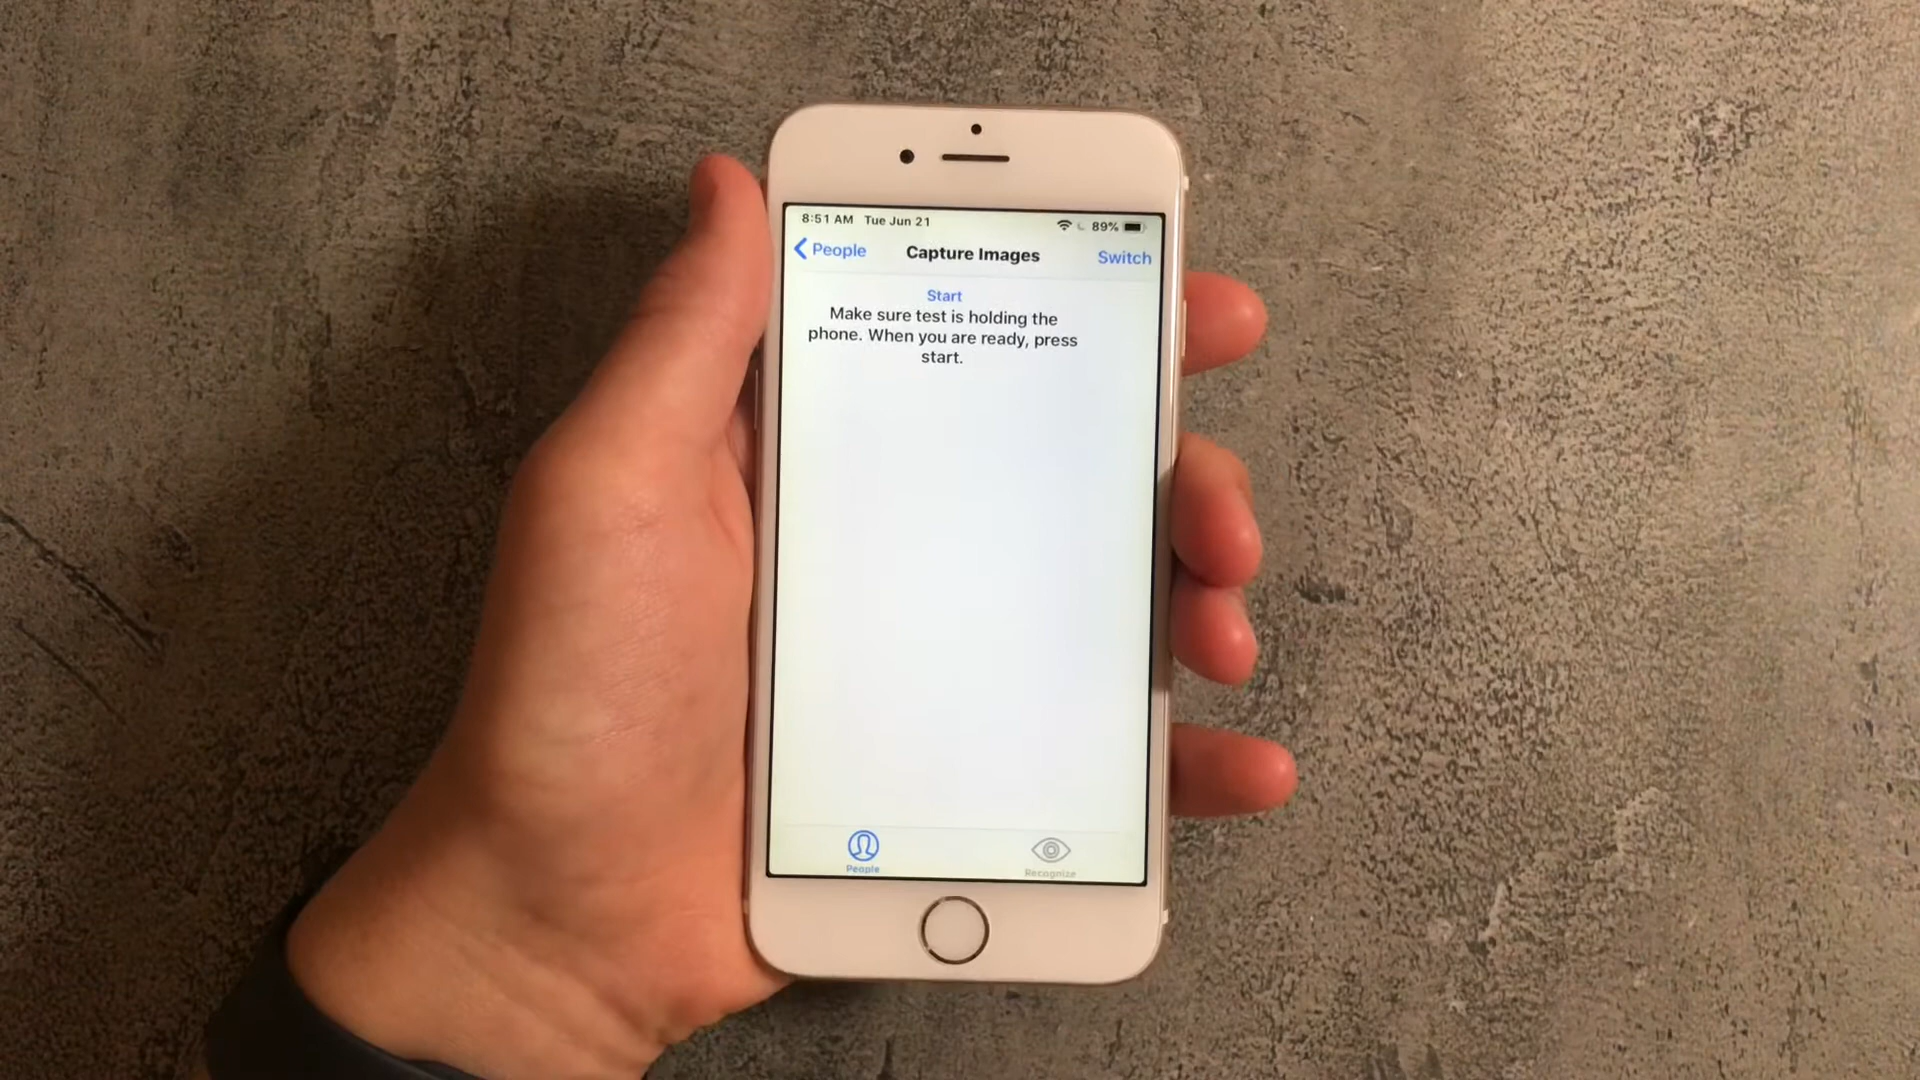 8:51 AM Tue Jun 21 89%
People Capture Images Switch
Start
Make sure test is holding the
phone. When you are ready, press
start.
People Recognize